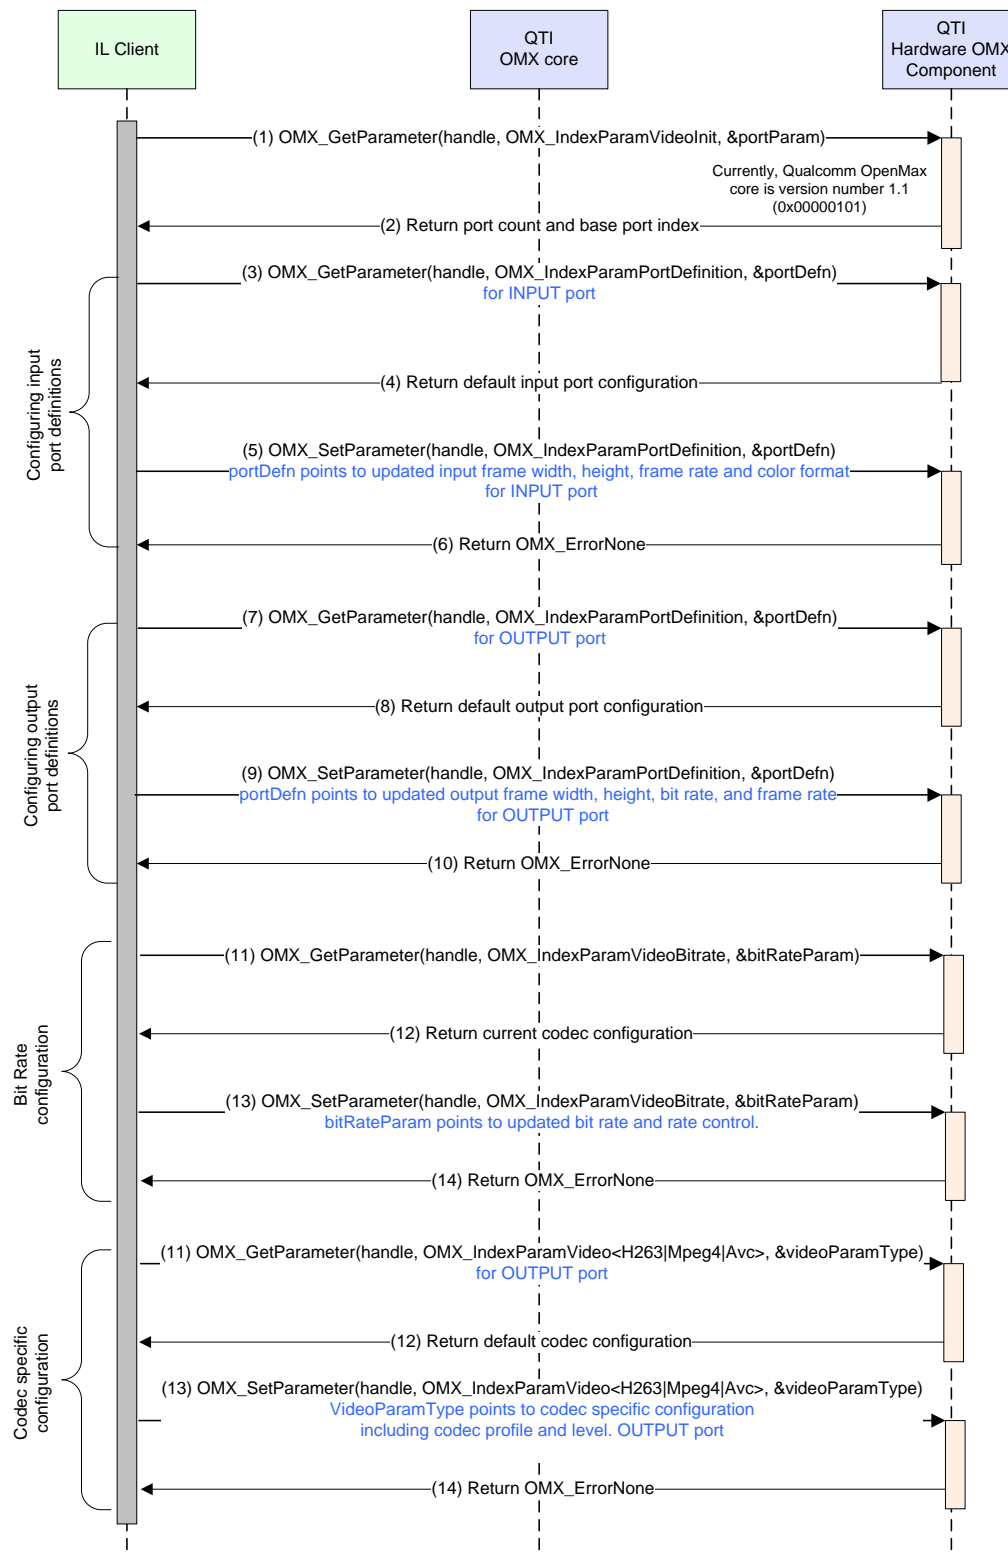 IL Client
QTI
OMX core
QTI
Hardware OMX
Component
(1) OMX_GetParameter(handle, OMX_IndexParamVideoInit, &portParam)
Currently, Qualcomm OpenMax
core is version number 1.1
(0x00000101)
(2) Return port count and base port index
Configuring input
port definitions
(3) OMX_GetParameter(handle, OMX_IndexParamPortDefinition, &portDefn)
for INPUT port
(4) Return default input port configuration
(5) OMX_SetParameter(handle, OMX_IndexParamPortDefinition, &portDefn)
portDefn points to updated input frame width, height, frame rate and color format
for INPUT port
(6) Return OMX_ErrorNone
Configuring output
port definitions
(7) OMX_GetParameter(handle, OMX_IndexParamPortDefinition, &portDefn)
for OUTPUT port
(8) Return default output port configuration
(9) OMX_SetParameter(handle, OMX_IndexParamPortDefinition, &portDefn)
portDefn points to updated output frame width, height, bit rate, and frame rate
for OUTPUT port
(10) Return OMX_ErrorNone
Bit Rate
configuration
(11) OMX_GetParameter(handle, OMX_IndexParamVideoBitrate, &bitRateParam)
(12) Return current codec configuration
(13) OMX_SetParameter(handle, OMX_IndexParamVideoBitrate, &bitRateParam)
bitRateParam points to updated bit rate and rate control.
(14) Return OMX_ErrorNone
Codec specific
configuration
(11) OMX_GetParameter(handle, OMX_IndexParamVideo<H263|Mpeg4|Avc>, &videoParamType)
for OUTPUT port
(12) Return default codec configuration
(13) OMX_SetParameter(handle, OMX_IndexParamVideo<H263|Mpeg4|Avc>, &videoParamType)
VideoParamType points to codec specific configuration
including codec profile and level. OUTPUT port
(14) Return OMX_ErrorNone